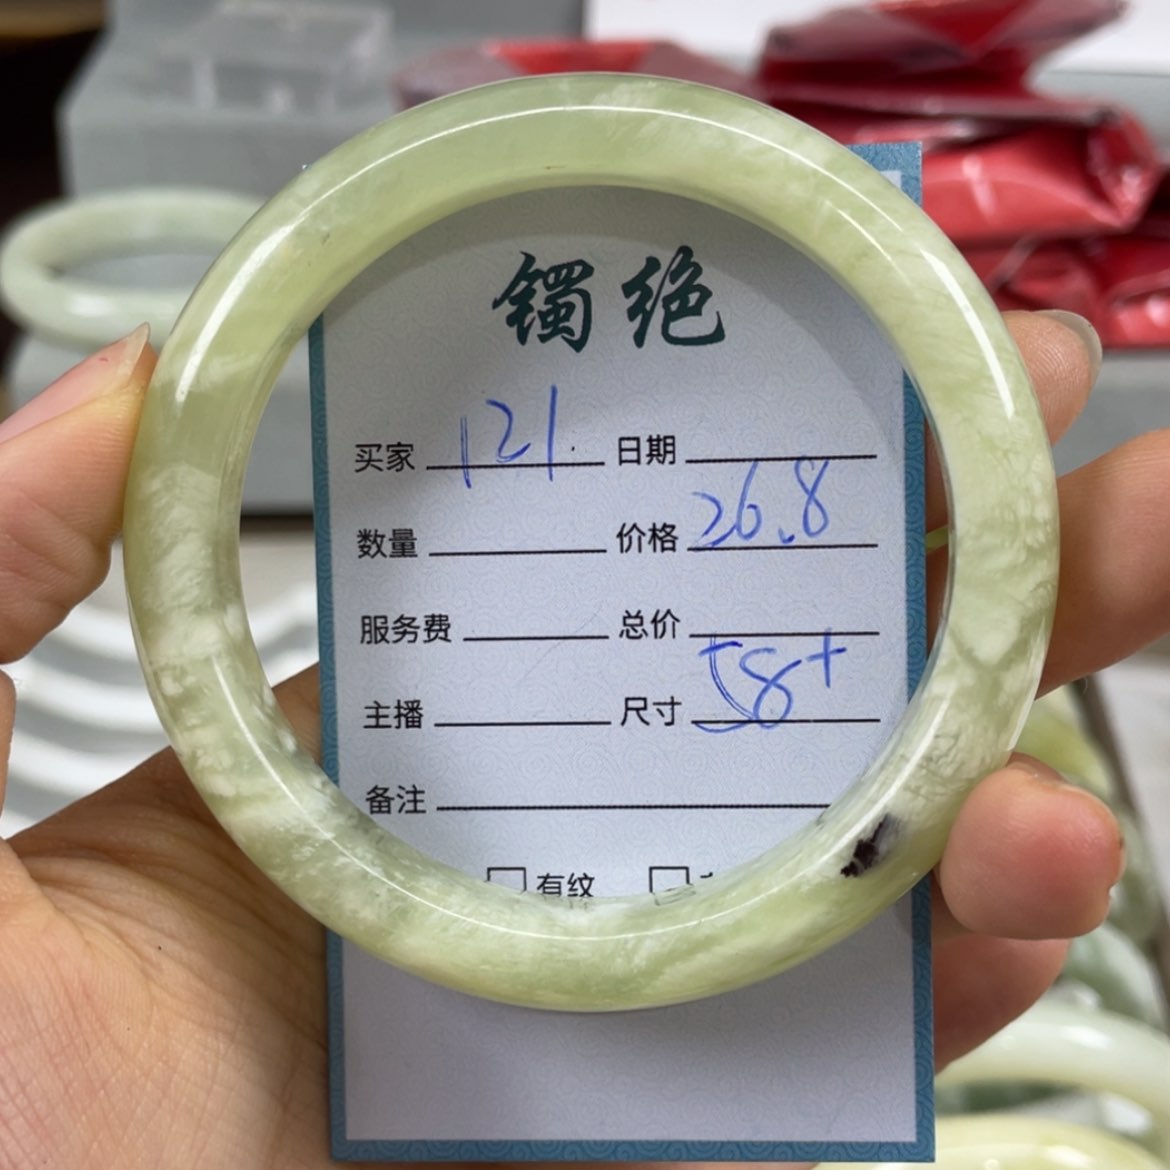 镯绝
买家 121 日期
数量 价格 26.8
服务费 总价
主播 尺寸 58+
备注
有纹